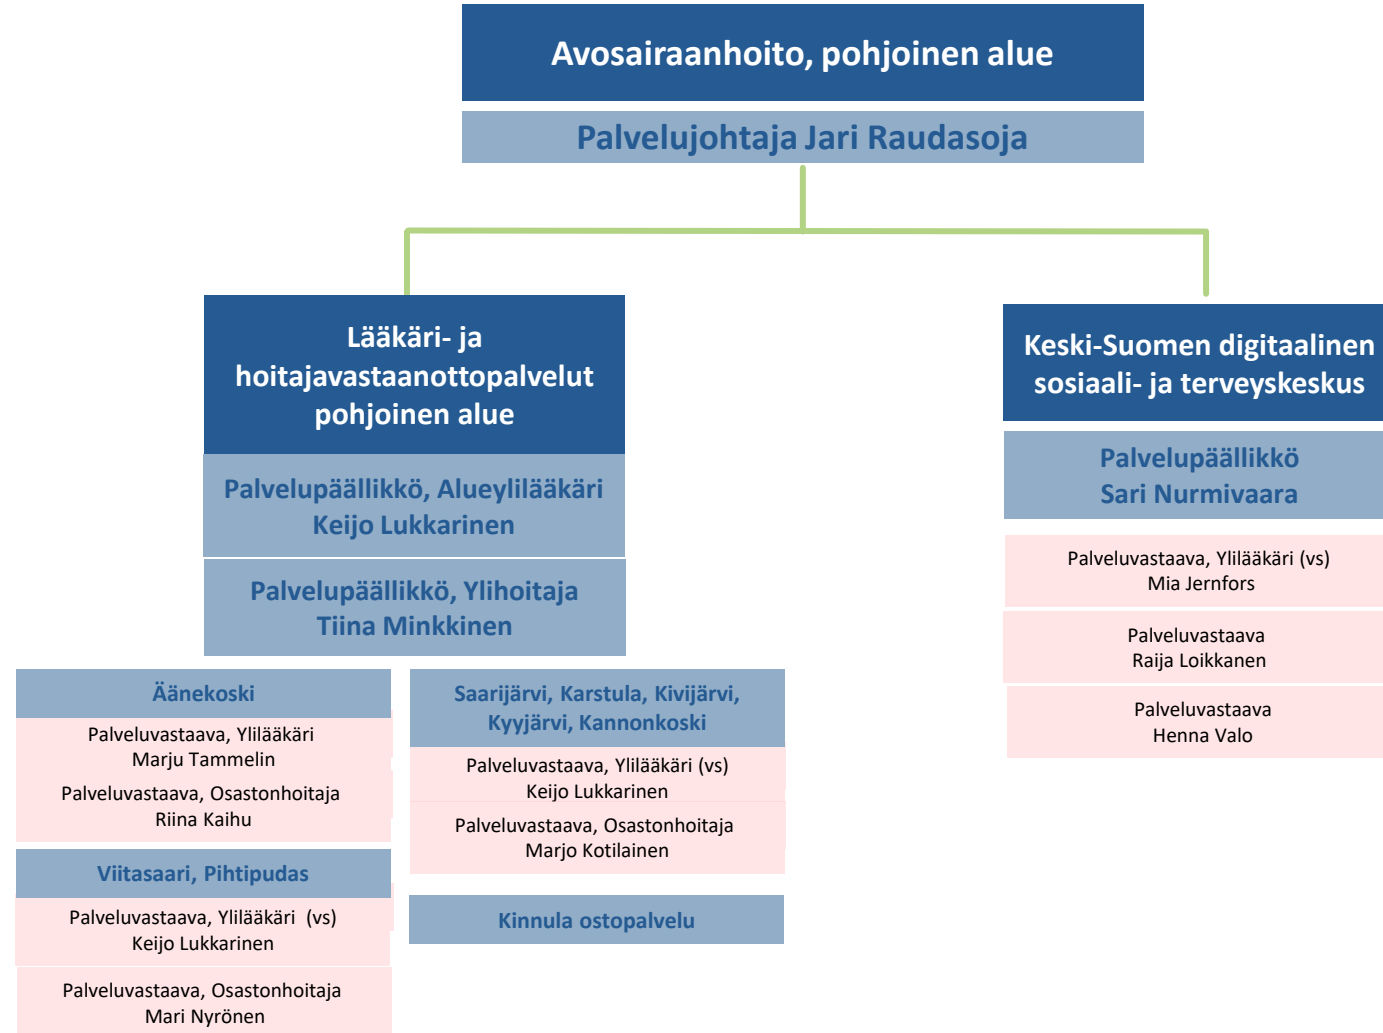 Avosairaanhoito, pohjoinen alue
Palvelujohtaja Jari Raudasoja
Lääkäri- ja
hoitajavastaanottopalvelut
pohjoinen alue
Palvelupäällikkö, Alueylilääkäri
Keijo Lukkarinen
Palvelupäällikkö, Ylihoitaja
Tiina Minkkinen
Äänekoski
Palveluvastaava, Ylilääkäri
Marju Tammelin
Palveluvastaava, Osastonhoitaja
Riina Kaihu
Viitasaari, Pihtipudas
Palveluvastaava, Ylilääkäri (vs)
Keijo Lukkarinen
Palveluvastaava, Osastonhoitaja
Mari Nyrönen
Saarijärvi, Karstula, Kivijärvi,
Kyyjärvi, Kannonkoski
Palveluvastaava, Ylilääkäri (vs)
Keijo Lukkarinen
Palveluvastaava, Osastonhoitaja
Marjo Kotilainen
Kinnula ostopalvelu
Keski-Suomen digitaalinen
sosiaali- ja terveyskeskus
Palvelupäällikkö
Sari Nurmivaara
Palveluvastaava, Ylilääkäri (vs)
Mia Jernfors
Palveluvastaava
Raija Loikkanen
Palveluvastaava
Henna Valo